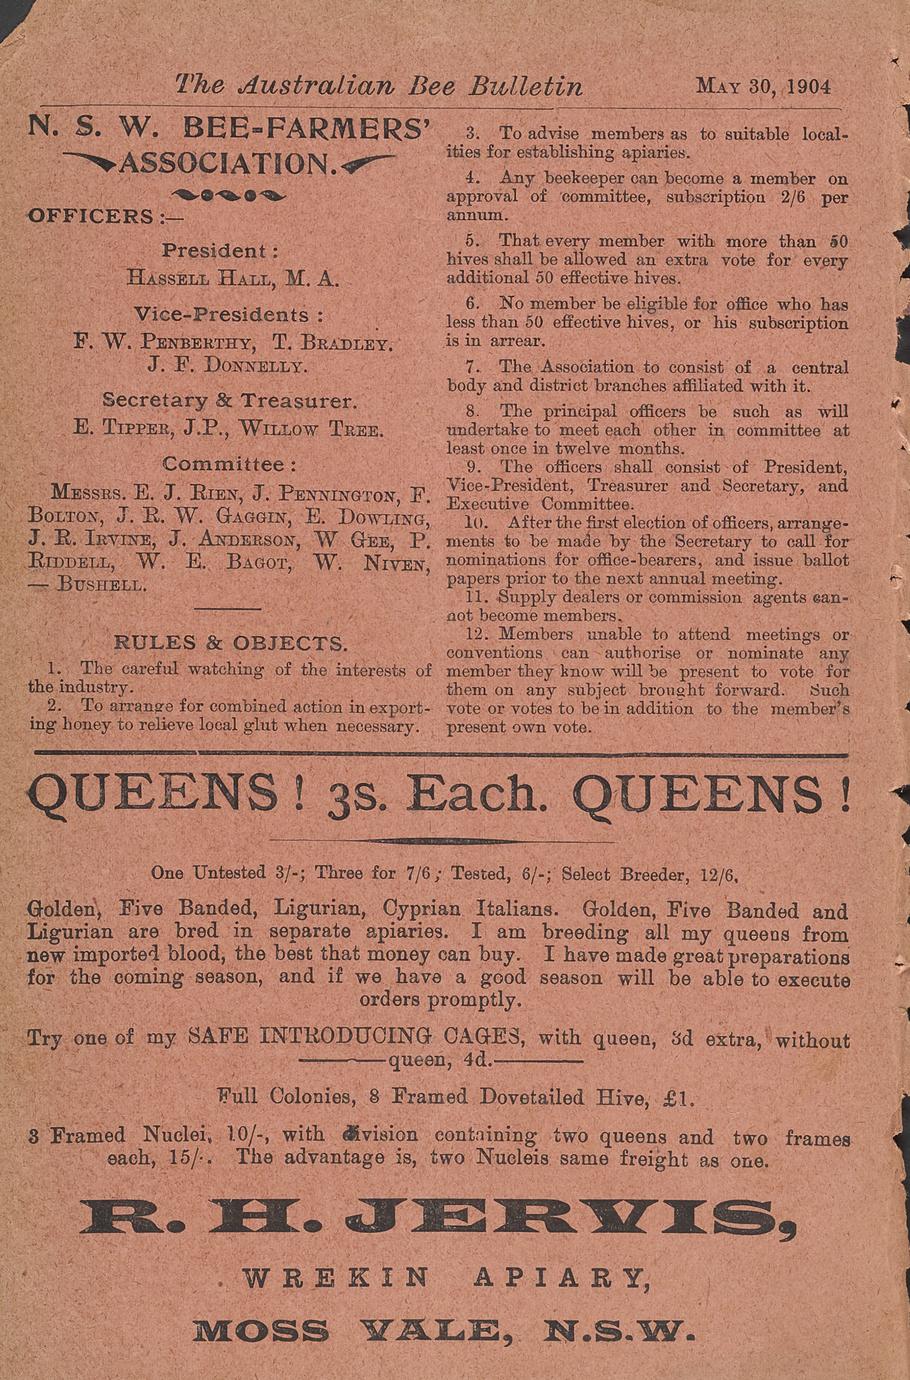 The Australian Bee Bulletin MAY 30, 1904
N. S. W. BEE-FARMERS'
ASSOCIATION.
OFFICERS :—
President :
HASSELL HALL, M. A.
Vice-Presidents :
F. W. PENBERTHY, T. BRADLEY.
J. F. DONNELLY.
Secretary & Treasurer.
E. TIPPER, J.P., WILLOW TREE.
Committee :
MESSRS. E. J. RIEN, J. PENNINGTON, F.
BOLTON, J. R. W. GAGGIN, E. DOWLING,
J. R. IRVINE, J. ANDERSON, W GEE, P.
RIDDELL, W. E. BAGOT, W. NIVEN,
— BUSHELL.
RULES & OBJECTS.
1. The careful watching of the interests of
the industry.
2. To arrange for combined action in export-
ing honey to relieve local glut when necessary.
3. To advise members as to suitable local-
ities for establishing apiaries.
4. Any beekeeper can become a member on
approval of committee, subscription 2/6 per
annum.
5. That every member with more than 50
hives shall be allowed an extra vote for every
additional 50 effective hives.
6. No member be eligible for office who has
less than 50 effective hives, or his subscription
is in arrear.
7. The Association to consist of a central
body and district branches affiliated with it.
8. The principal officers be such as will
undertake to meet each other in committee at
least once in twelve months.
9. The officers shall consist of President,
Vice-President, Treasurer and Secretary, and
Executive Committee.
10. After the first election of officers, arrange-
ments to be made by the Secretary to call for
nominations for office-bearers, and issue ballot
papers prior to the next annual meeting.
11. Supply dealers or commission agents can-
not become members.
12. Members unable to attend meetings or
conventions can authorise or nominate any
member they know will be present to vote for
them on any subject brought forward. Such
vote or votes to be in addition to the member's
present own vote.
QUEENS ! 3s. Each. QUEENS !
One Untested 3/-; Three for 7/6; Tested, 6/-; Select Breeder, 12/6.
Golden, Five Banded, Ligurian, Cyprian Italians. Golden, Five Banded and
Ligurian are bred in separate apiaries. I am breeding all my queens from
new imported blood, the best that money can buy. I have made great preparations
for the coming season, and if we have a good season will be able to execute
orders promptly.
Try one of my SAFE INTRODUCING CAGES, with queen, 3d extra, without
queen, 4d.
Full Colonies, 8 Framed Dovetailed Hive, £1.
3 Framed Nuclei, 10/-, with division containing two queens and two frames
each, 15/-. The advantage is, two Nucleis same freight as one.
R. H. JERVIS,
WREKIN APIARY,
MOSS VALE, N.S.W.